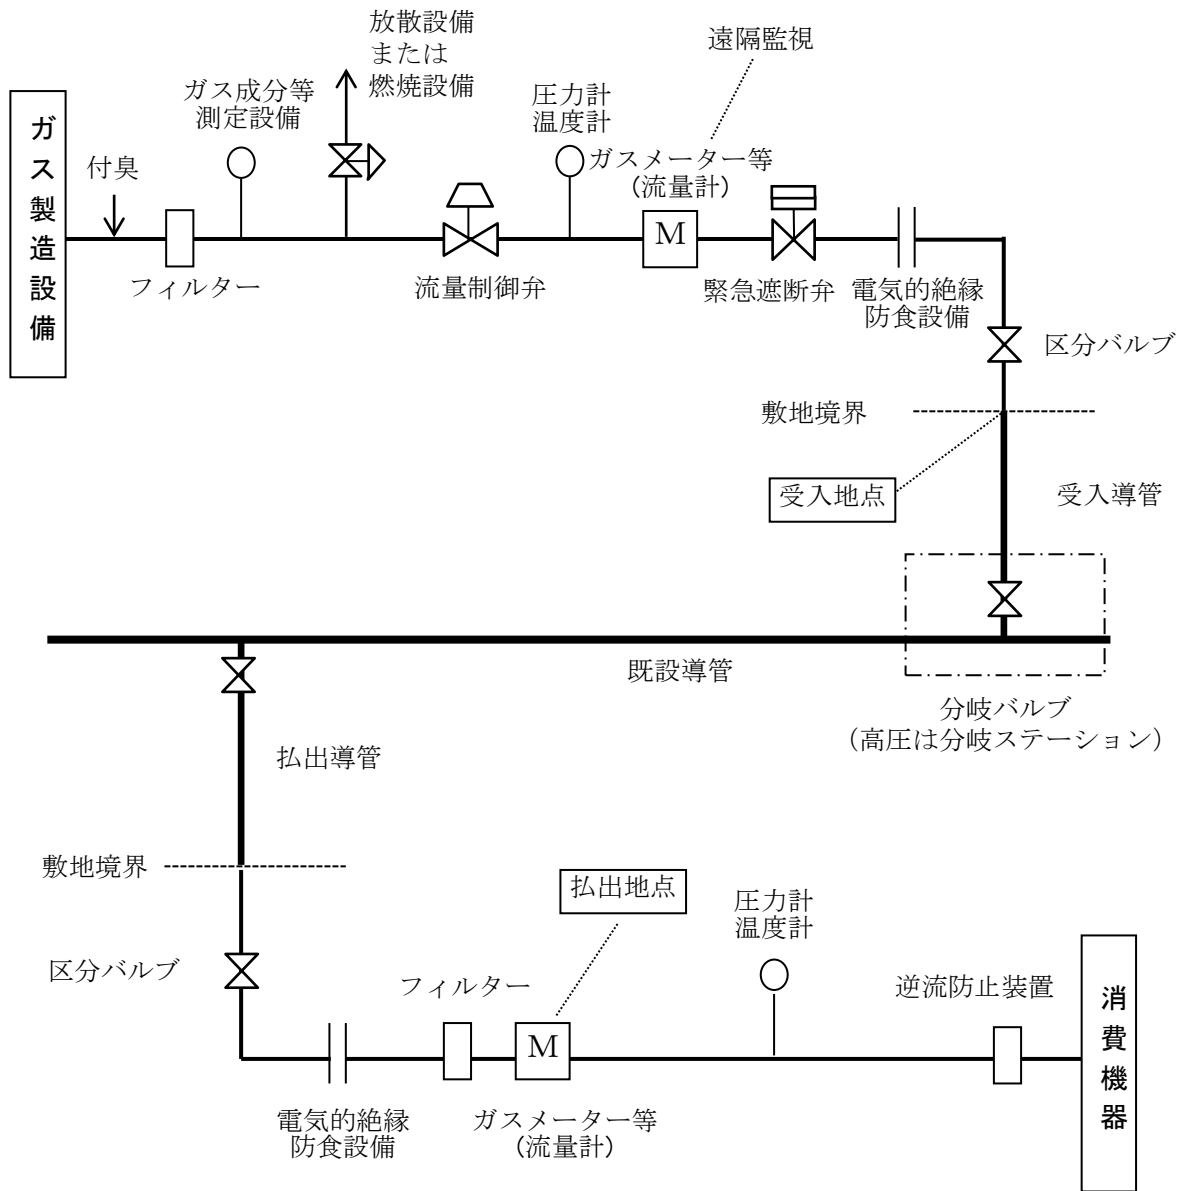 放散設備
または
燃焼設備
遠隔監視
ガス成分等
測定設備
圧力計
温度計
ガス製造設備
付臭
ガスメーター等
(流量計)
M
フィルター
流量制御弁
緊急遮断弁
電気的絶縁
防食設備
区分バルブ
敷地境界
受入地点
受入導管
既設導管
分岐バルブ
（高圧は分岐ステーション）
払出導管
敷地境界
払出地点
圧力計
温度計
区分バルブ
フィルター
逆流防止装置
消費機器
M
電気的絶縁
防食設備
ガスメーター等
(流量計)